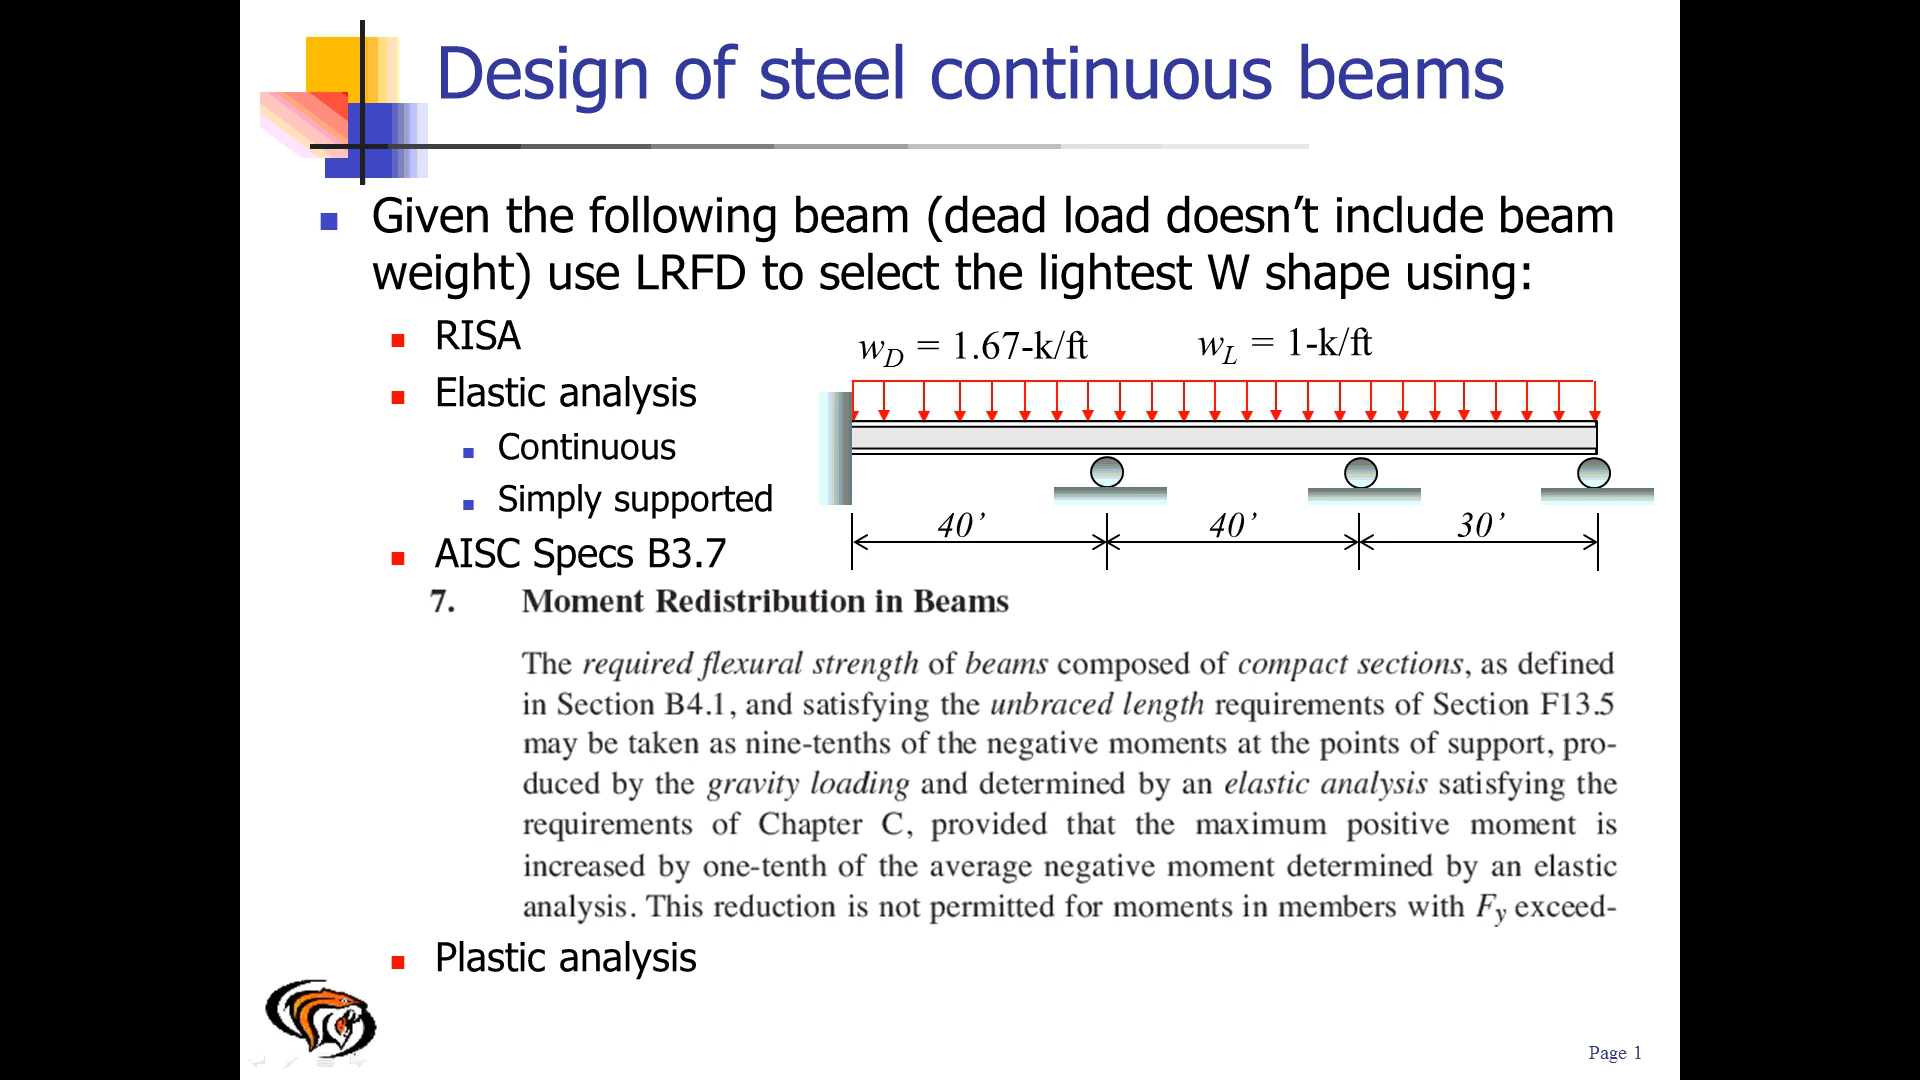 Design of steel continuous beams
Given the following beam (dead load doesn’t include beam
weight) use LRFD to select the lightest W shape using:
RISA
w_D = 1.67-k/ft
w_L = 1-k/ft
Elastic analysis
Continuous
Simply supported
40’
40’
30’
AISC Specs B3.7
7. Moment Redistribution in Beams
The required flexural strength of beams composed of compact sections, as defined
in Section B4.1, and satisfying the unbraced length requirements of Section F13.5
may be taken as nine-tenths of the negative moments at the points of support, pro-
duced by the gravity loading and determined by an elastic analysis satisfying the
requirements of Chapter C, provided that the maximum positive moment is
increased by one-tenth of the average negative moment determined by an elastic
analysis. This reduction is not permitted for moments in members with F_y exceed-
Plastic analysis
Page 1